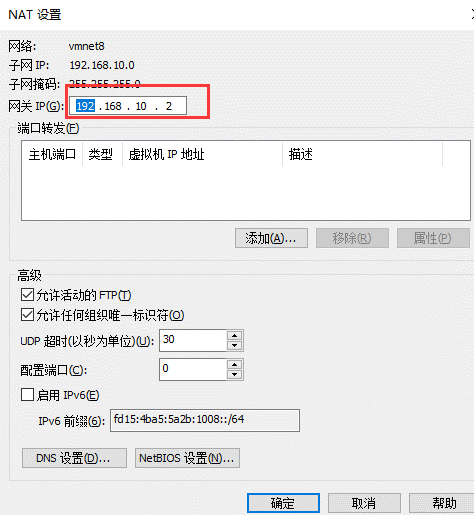 NAT 设置
网络: vmnet8
子网 IP: 192.168.10.0
子网掩码: 255.255.255.0
网关 IP(G): 192 . 168 . 10 . 2
端口转发(F)
主机端口 类型 虚拟机 IP 地址 描述
添加(A)... 移除(R) 属性(P)
高级
允许活动的 FTP(T)
允许任何组织唯一标识符(O)
UDP 超时(以秒为单位)(U): 30
配置端口(C): 0
启用 IPv6(E)
IPv6 前缀(6): fd15:4ba5:5a2b:1008::/64
DNS 设置(D)... NetBIOS 设置(N)...
确定 取消 帮助